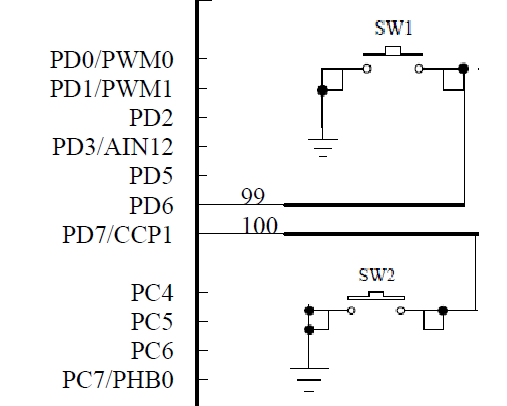 SW1
PD0/PWM0
PD1/PWM1
PD2
PD3/AIN12
PD5
PD6 99
PD7/CCP1 100
SW2
PC4
PC5
PC6
PC7/PHB0